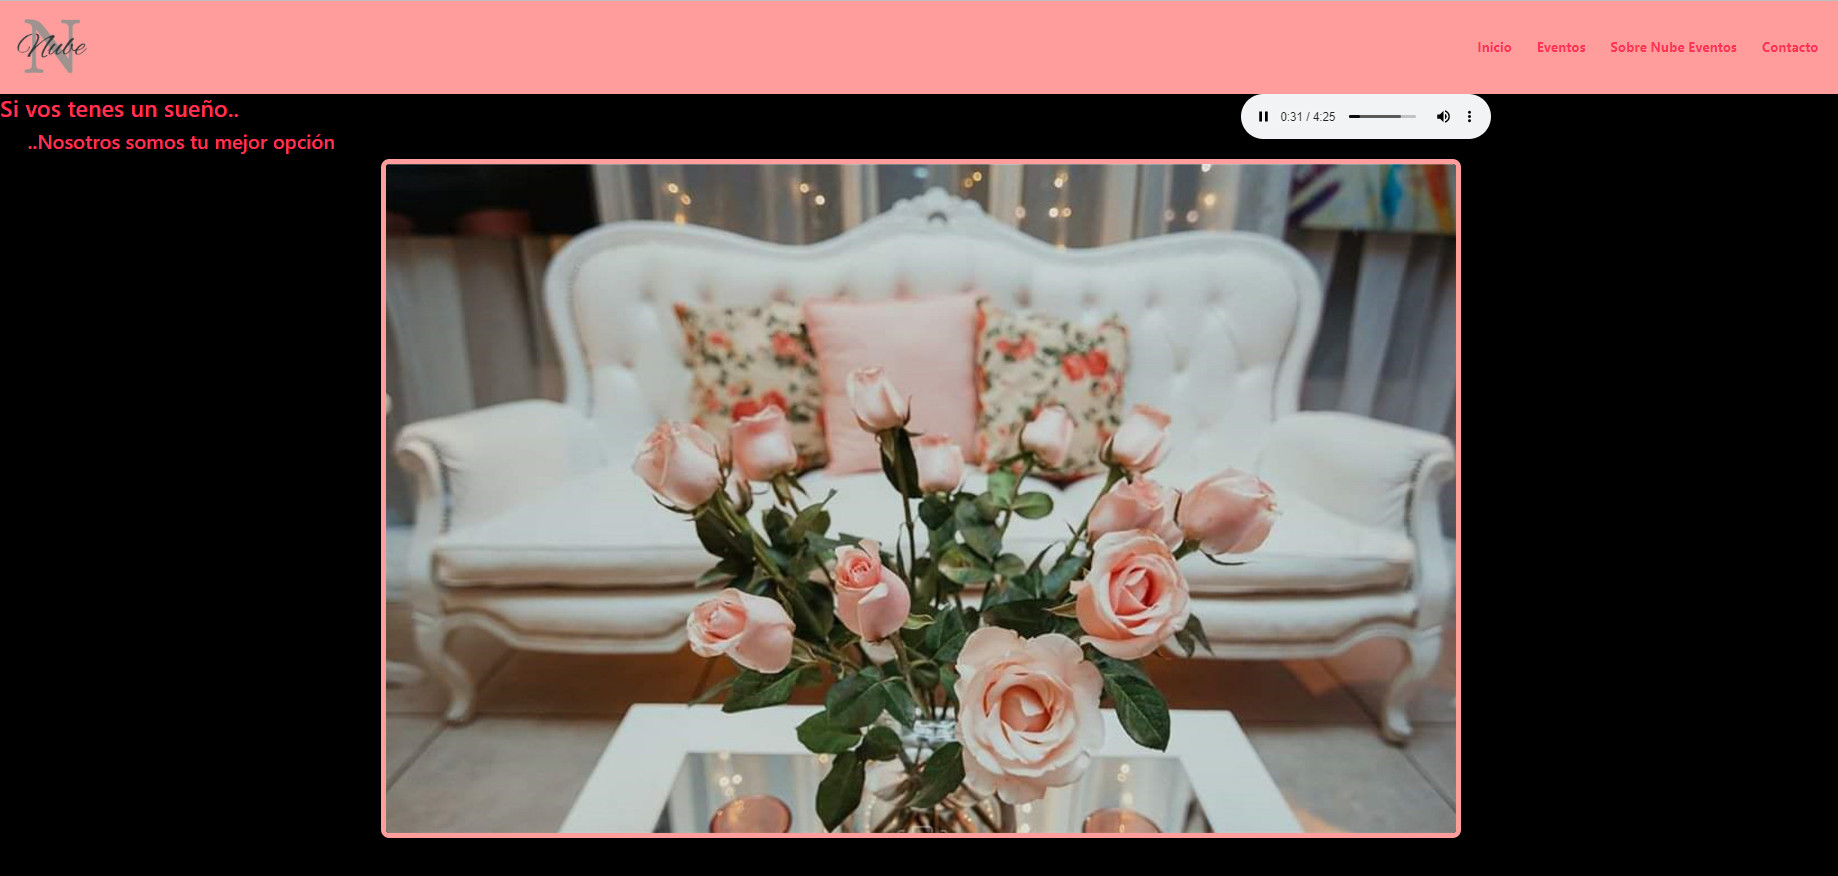 N
Nube
Inicio Eventos Sobre Nube Eventos Contacto
Si vos tenes un sueño..
..Nosotros somos tu mejor opción
0:31 / 4:25